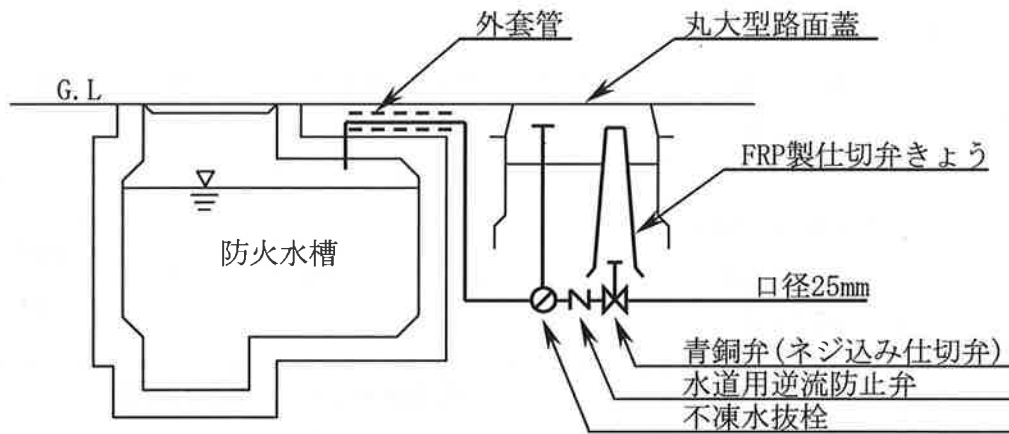 外套管
丸大型路面蓋
G.L
FRP製仕切弁きょう
防火水槽
口径25mm
青銅弁(ネジ込み仕切弁)
水道用逆流防止弁
不凍水抜栓